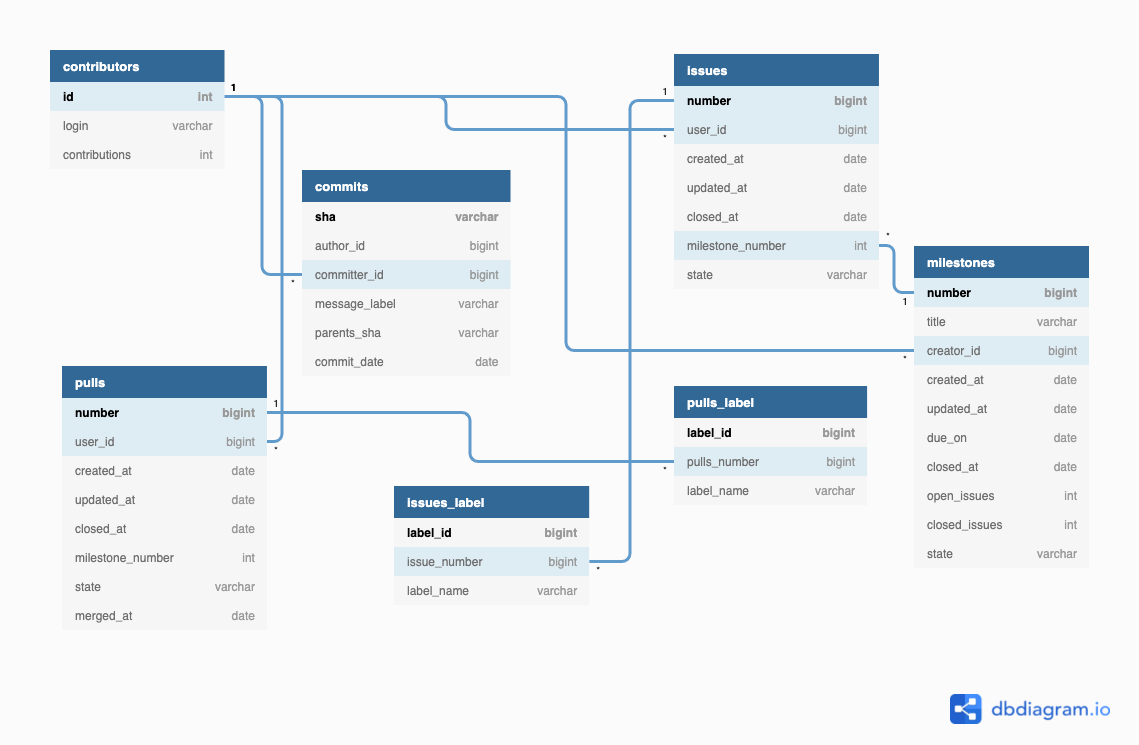 contributors
id int
login varchar
contributions int
1
commits
sha varchar
author_id bigint
committer_id bigint
message_label varchar
parents_sha varchar
commit_date date
*
issues
number bigint
user_id bigint
created_at date
updated_at date
closed_at date
milestone_number int
state varchar
1
*
*
milestones
number bigint
title varchar
creator_id bigint
created_at date
updated_at date
due_on date
closed_at date
open_issues int
closed_issues int
state varchar
1
*
pulls
number bigint
user_id bigint
created_at date
updated_at date
closed_at date
milestone_number int
state varchar
merged_at date
1
*
pulls_label
label_id bigint
pulls_number bigint
label_name varchar
*
issues_label
label_id bigint
issue_number bigint
label_name varchar
*
dbdiagram.io